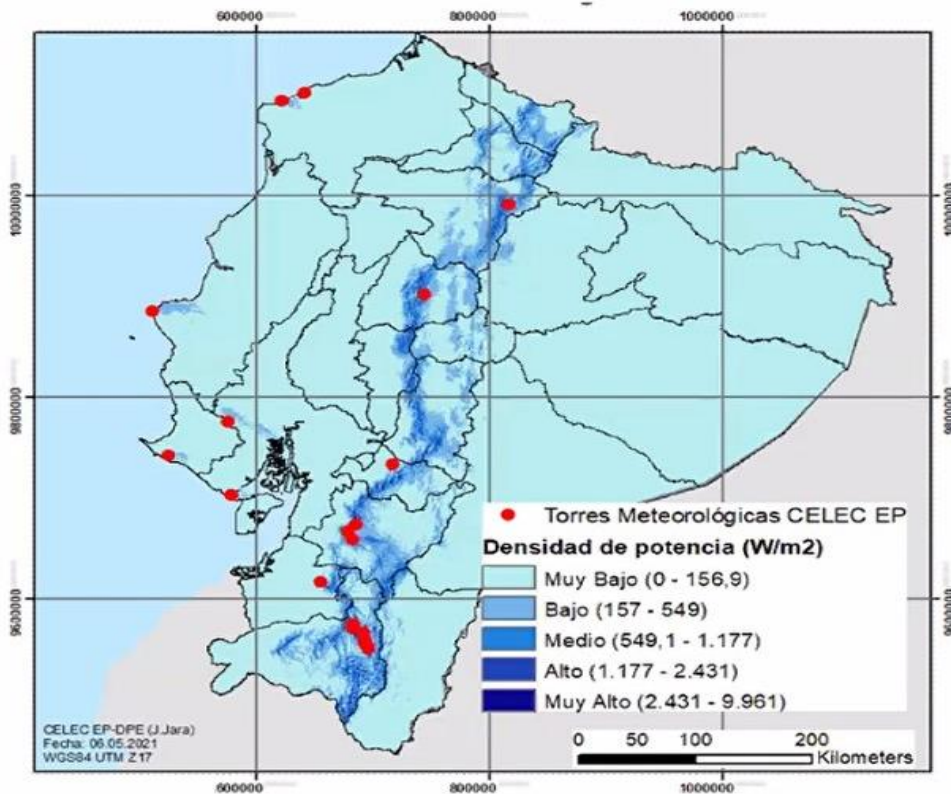 600000 800000 1000000
10000000 10000000
9800000 9800000
9600000 9600000
Torres Meteorológicas CELEC EP
Densidad de potencia (W/m2)
Muy Bajo (0 - 156,9)
Bajo (157 - 549)
Medio (549,1 - 1.177)
Alto (1.177 - 2.431)
Muy Alto (2.431 - 9.961)
CELEC EP-DPE (J.Jara)
Fecha: 06.05.2021
WGS84 UTM Z17
0 50 100 200
Kilometers
600000 800000 1000000